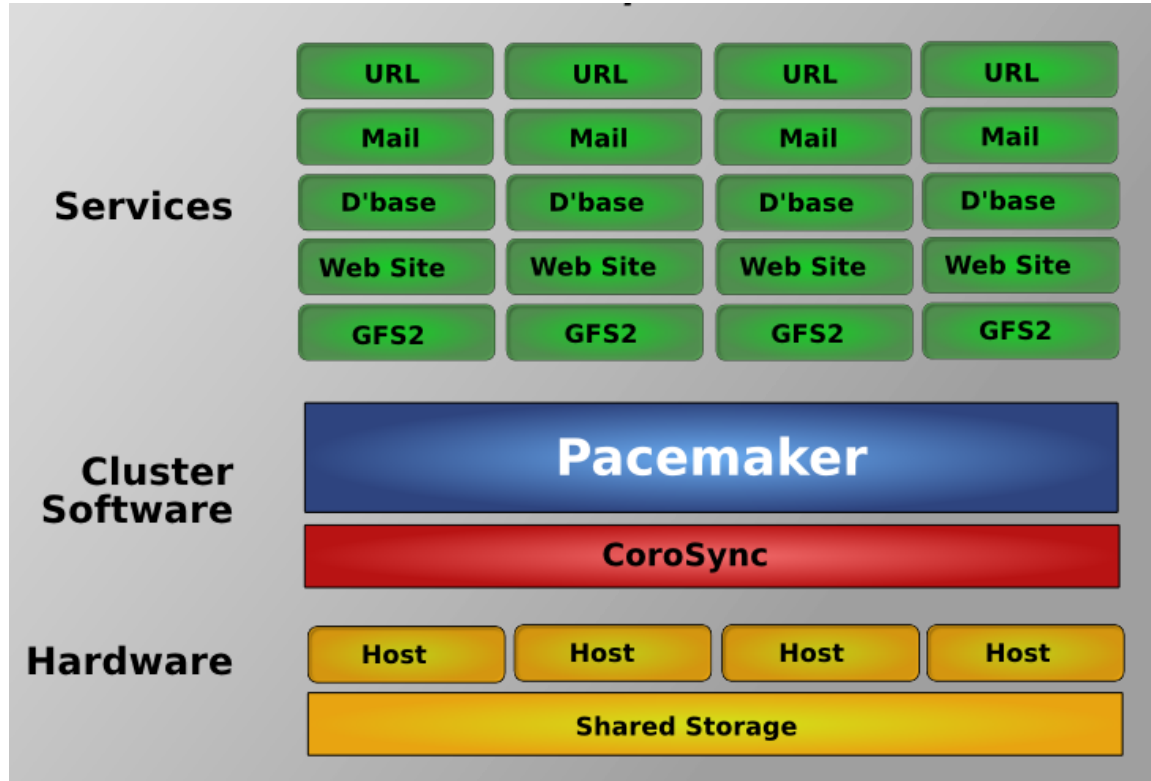 URL URL URL URL
Mail Mail Mail Mail
Services
D'base D'base D'base D'base
Web Site Web Site Web Site Web Site
GFS2 GFS2 GFS2 GFS2
Cluster
Software
Pacemaker
CoroSync
Hardware
Host Host Host Host
Shared Storage